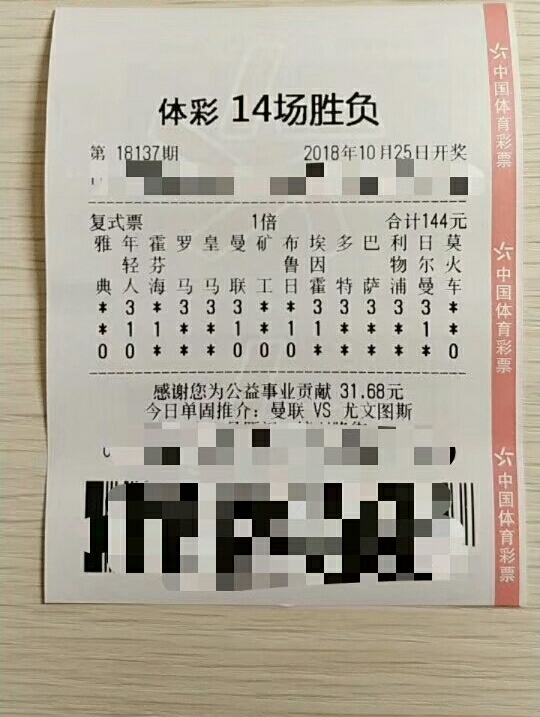 体彩 14场胜负
第 18137期 2018年10月25日开奖
复式票 1倍 合计144元
雅典 年轻人 霍芬海 罗马 皇马 曼联 矿工 布鲁日 埃因霍 多特 巴萨 利物浦 日尔曼 莫火车
* 3 * 3 3 3 * * 3 3 3 3 3 *
* 1 1 * * 1 * 1 1 * * * 1 *
0 0 * * * 0 0 0 * * * * * 0
感谢您为公益事业贡献 31.68元
今日单固推介：曼联 VS 尤文图斯
中国体育彩票
中国体育彩票
中国体育彩票